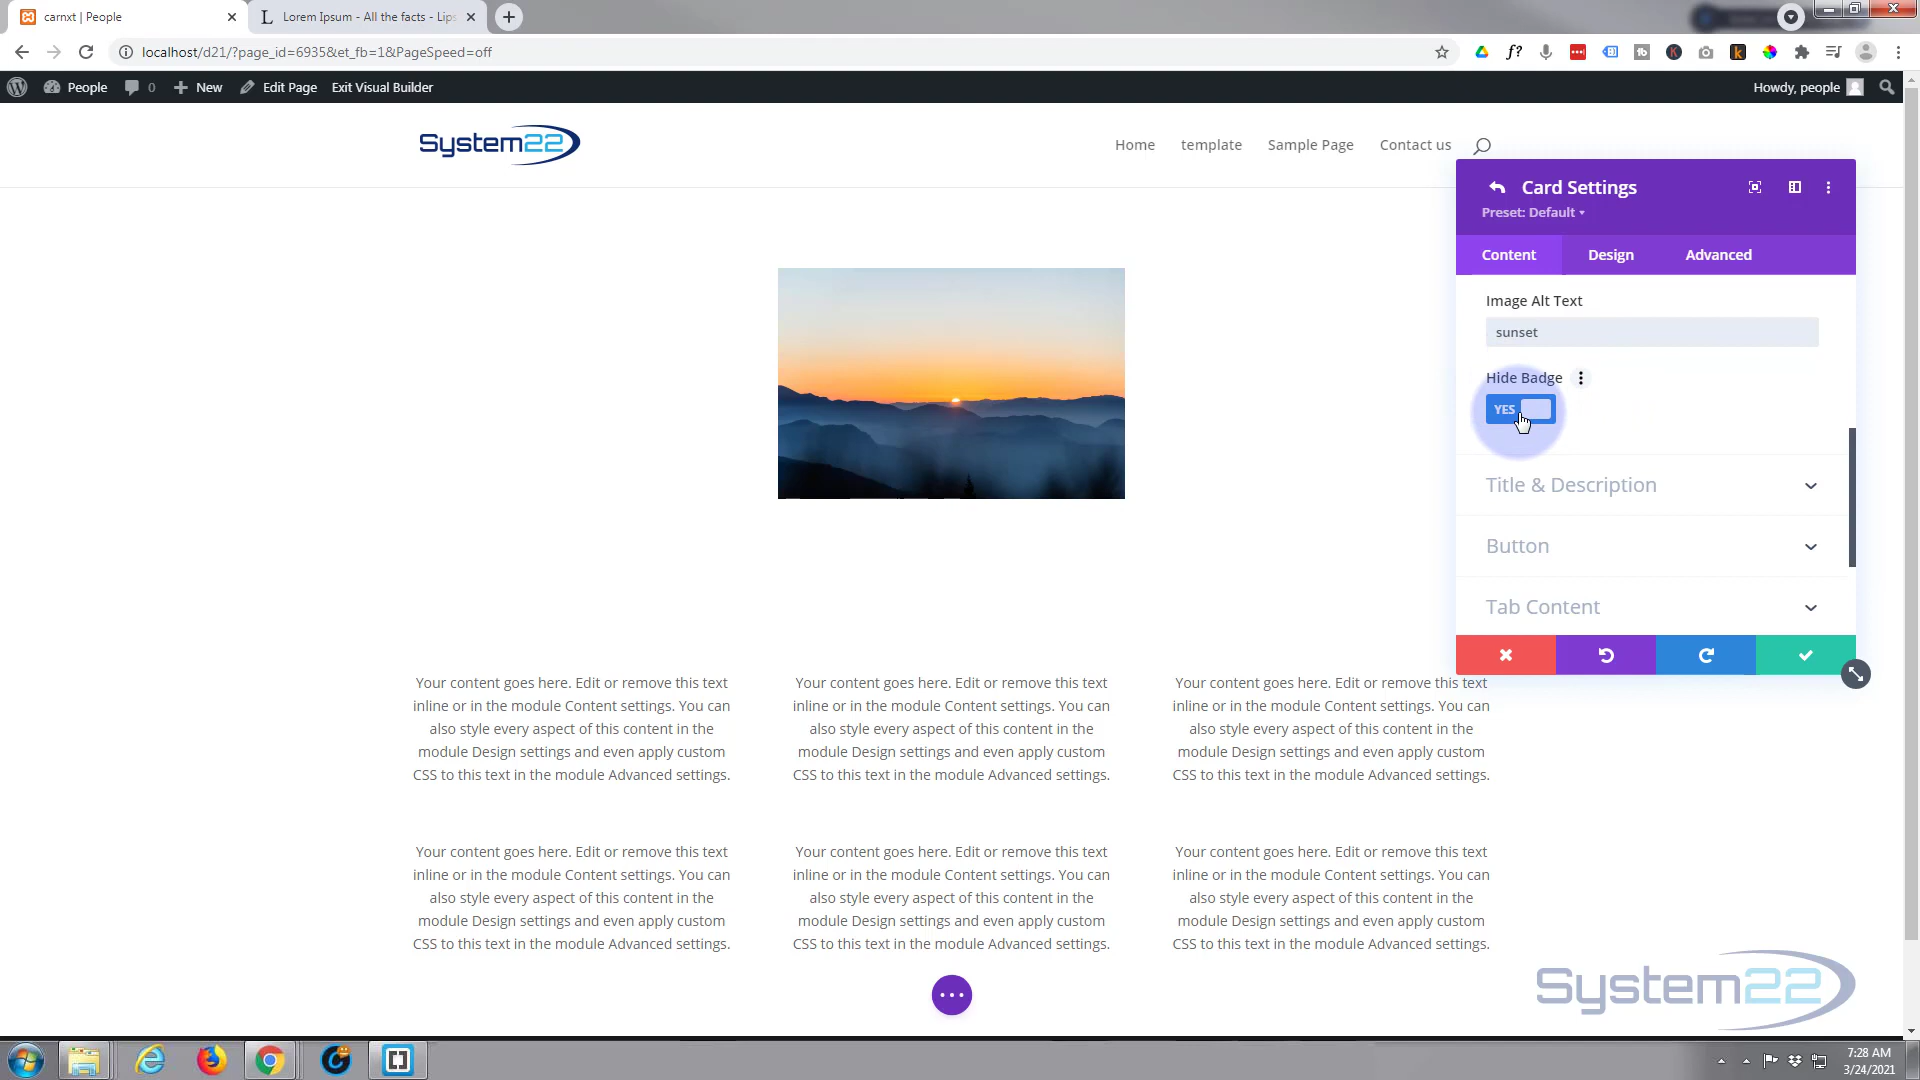 carnxt | People
Lorem Ipsum - All the facts - Lips
localhost/d21/?page_id=6935&et_fb=1&PageSpeed=off
People
0
New
Edit Page
Exit Visual Builder
Howdy, people
System22
Home
template
Sample Page
Contact us
Card Settings
Preset: Default
Content
Design
Advanced
Image Alt Text
sunset
Hide Badge
YES
Title & Description
Button
Tab Content
Your content goes here. Edit or remove this text
inline or in the module Content settings. You can
also style every aspect of this content in the
module Design settings and even apply custom
CSS to this text in the module Advanced settings.
Your content goes here. Edit or remove this text
inline or in the module Content settings. You can
also style every aspect of this content in the
module Design settings and even apply custom
CSS to this text in the module Advanced settings.
Your content goes here. Edit or remove this text
inline or in the module Content settings. You can
also style every aspect of this content in the
module Design settings and even apply custom
CSS to this text in the module Advanced settings.
Your content goes here. Edit or remove this text
inline or in the module Content settings. You can
also style every aspect of this content in the
module Design settings and even apply custom
CSS to this text in the module Advanced settings.
Your content goes here. Edit or remove this text
inline or in the module Content settings. You can
also style every aspect of this content in the
module Design settings and even apply custom
CSS to this text in the module Advanced settings.
Your content goes here. Edit or remove this text
inline or in the module Content settings. You can
also style every aspect of this content in the
module Design settings and even apply custom
CSS to this text in the module Advanced settings.
System22
7:28 AM
3/24/2021